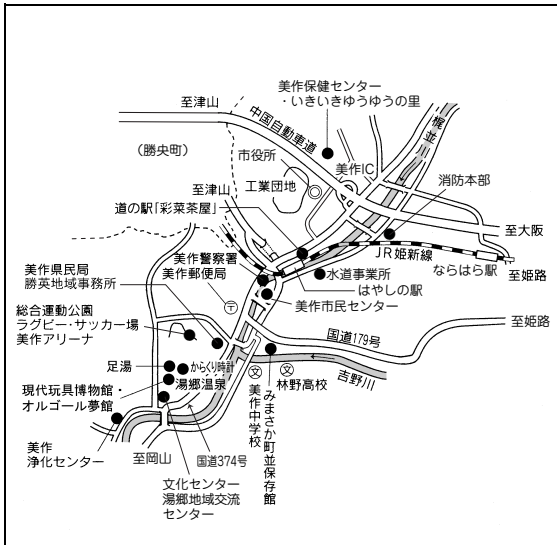 美作保健センター
・いきいきゆうゆうの里
至津山
中国自動車道
梶並川
(勝央町)
市役所
美作IC
消防本部
至津山
工業団地
道の駅「彩菜茶屋」
至大阪
JR姫新線
ならはら駅
至姫路
美作警察署
美作郵便局
水道事業所
はやしの駅
美作県民局
勝英地域事務所
〒
美作市民センター
至姫路
総合運動公園
ラグビー・サッカー場
美作アリーナ
国道179号
足湯
からくり時計
湯郷温泉
吉野川
現代玩具博物館・
オルゴール夢館
文
文
林野高校
美作中学校
みまさか町並保存館
美作
浄化センター
至岡山
国道374号
文化センター
湯郷地域交流
センター